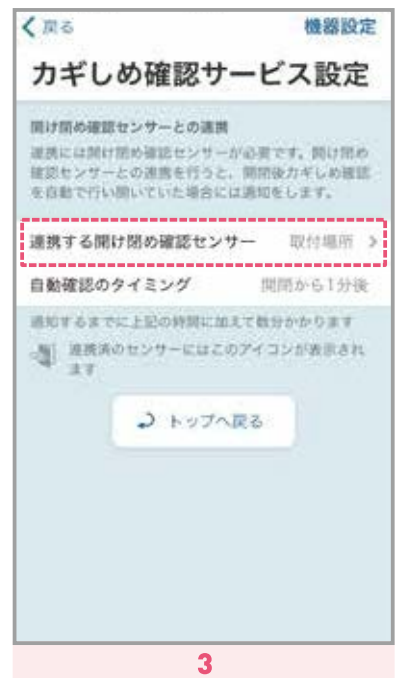 戻る 機器設定
カギしめ確認サービス設定
開け閉め確認センサーとの連携
連携には開け閉め確認センサーが必要です。開け閉め
確認センサーとの連携を行うと、開閉後カギしめ確認
を自動で行い開いていた場合には通知をします。
連携する開け閉め確認センサー 取付場所
自動確認のタイミング 開閉から1分後
通知するまでに上記の時間に加えて数分かかります
連携済のセンサーにはこのアイコンが表示され
ます
トップへ戻る
3